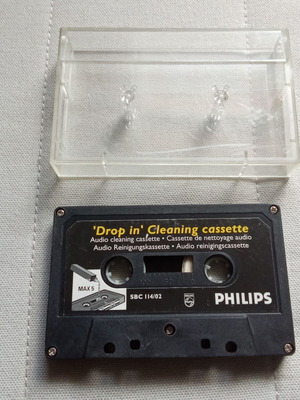 'Drop in' Cleaning cassette
Audio cleaning cassette • Cassette de nettoyage audio
Audio Reinigungskassette • Audio reinigingscassette
MAX 5
SBC 114/02
PHILIPS